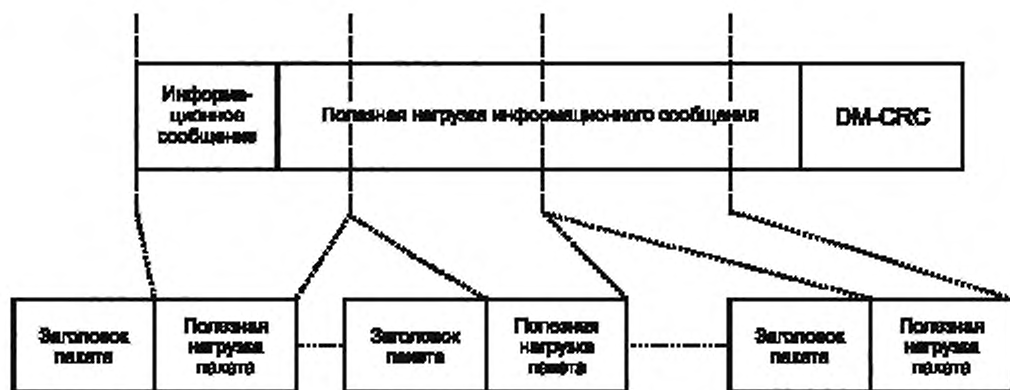 Информа-
ционное
сообщение
Полезная нагрузка информационного сообщения
DM-CRC
Заголовок
пакета
Полезная
нагрузка
пакета
Заголовок
пакета
Полезная
нагрузка
пакета
Заголовок
пакета
Полезная
нагрузка
пакета